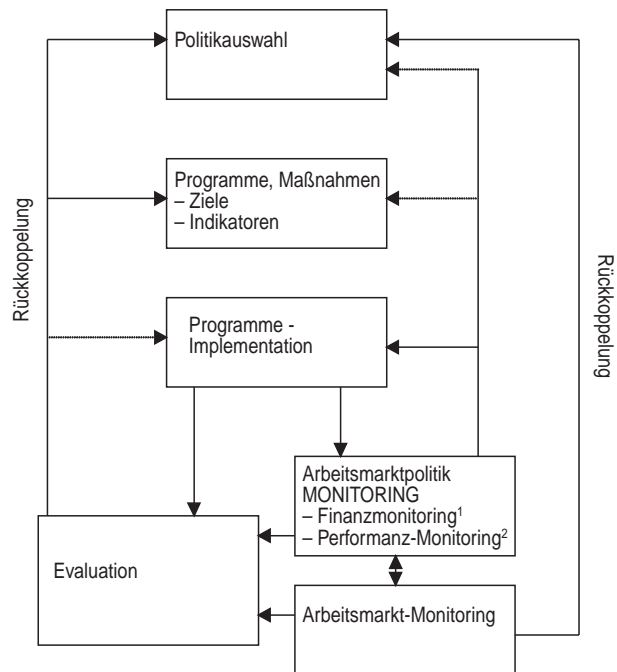 Politikauswahl
Programme, Maßnahmen
– Ziele
– Indikatoren
Rückkoppelung
Rückkoppelung
Programme -
Implementation
Arbeitsmarktpolitik
MONITORING
– Finanzmonitoring¹
– Performanz-Monitoring²
Evaluation
Arbeitsmarkt-Monitoring